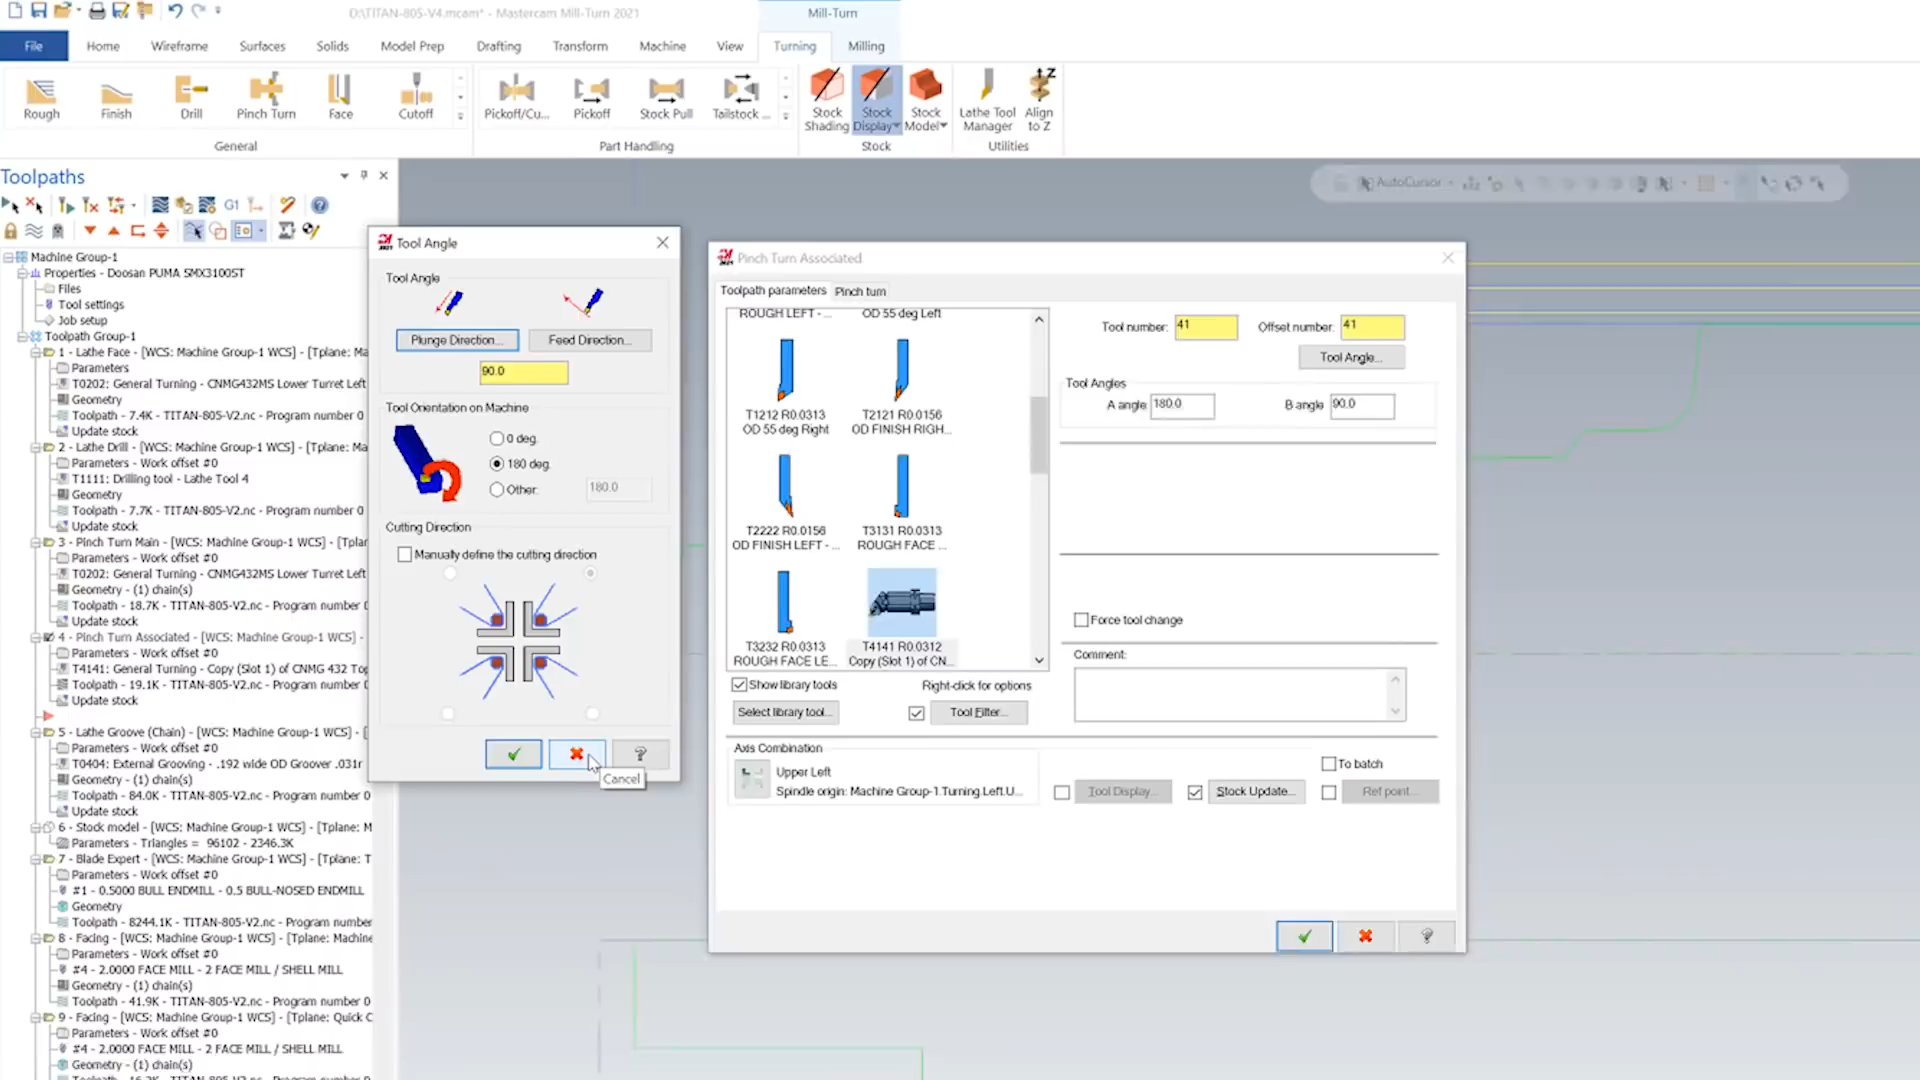 D:\TITAN-805-V4.mcam* - Mastercam Mill-Turn 2021
Mill-Turn
File
Home
Wireframe
Surfaces
Solids
Model Prep
Drafting
Transform
Machine
View
Turning
Milling
Rough
Finish
Drill
Pinch Turn
Face
Cutoff
General
Pickoff/Cu...
Pickoff
Stock Pull
Tailstock ...
Part Handling
Stock Shading
Stock Display
Stock Model
Stock
Lathe Tool Manager
Align to Z
Utilities
Toolpaths
G1
AutoCursor
Machine Group-1
Properties - Doosan PUMA SMX3100ST
Files
Tool settings
Job setup
Toolpath Group-1
1 - Lathe Face - [WCS: Machine Group-1 WCS] - [Tplane: Ma
Parameters
T0202: General Turning - CNMG432MS Lower Turret Left
Geometry
Toolpath - 7.4K - TITAN-805-V2.nc - Program number 0
Update stock
2 - Lathe Drill - [WCS: Machine Group-1 WCS] - [Tplane: Ma
Parameters - Work offset #0
T1111: Drilling tool - Lathe Tool 4
Geometry
Toolpath - 7.7K - TITAN-805-V2.nc - Program number 0
Update stock
3 - Pinch Turn Main - [WCS: Machine Group-1 WCS] - [Tplar
Parameters - Work offset #0
T0202: General Turning - CNMG432MS Lower Turret Left
Geometry - (1) chain(s)
Toolpath - 18.7K - TITAN-805-V2.nc - Program number 0
Update stock
4 - Pinch Turn Associated - [WCS: Machine Group-1 WCS] -
Parameters - Work offset #0
T4141: General Turning - Copy (Slot 1) of CNMG 432 Top
Toolpath - 19.1K - TITAN-805-V2.nc - Program number 0
Update stock
5 - Lathe Groove (Chain) - [WCS: Machine Group-1 WCS] - [
Parameters - Work offset #0
T0404: External Grooving - .192 wide OD Groover .031r
Geometry - (1) chain(s)
Toolpath - 84.0K - TITAN-805-V2.nc - Program number 0
Update stock
6 - Stock model - [WCS: Machine Group-1 WCS] - [Tplane: M
Parameters - Triangles = 96102 - 2346.3K
7 - Blade Expert - [WCS: Machine Group-1 WCS] - [Tplane: T
Parameters - Work offset #0
#1 - 0.5000 BULL ENDMILL - 0.5 BULL-NOSED ENDMILL
Geometry
Toolpath - 8244.1K - TITAN-805-V2.nc - Program number
8 - Facing - [WCS: Machine Group-1 WCS] - [Tplane: Machine
Parameters - Work offset #0
#4 - 2.0000 FACE MILL - 2 FACE MILL / SHELL MILL
Geometry - (1) chain(s)
Toolpath - 41.9K - TITAN-805-V2.nc - Program number 0
9 - Facing - [WCS: Machine Group-1 WCS] - [Tplane: Quick C
Parameters - Work offset #0
#4 - 2.0000 FACE MILL - 2 FACE MILL / SHELL MILL
Geometry - (1) chain(s)
Tool Angle
Tool Angle
Plunge Direction...
Feed Direction...
90.0
Tool Orientation on Machine
0 deg.
180 deg.
Other:
180.0
Cutting Direction
Manually define the cutting direction
Cancel
Pinch Turn Associated
Toolpath parameters
Pinch turn
ROUGH LEFT - ...
OD 55 deg Left
T1212 R0.0313
OD 55 deg Right
T2121 R0.0156
OD FINISH RIGH...
T2222 R0.0156
OD FINISH LEFT - ...
T3131 R0.0313
ROUGH FACE ...
T3232 R0.0313
ROUGH FACE LE...
T4141 R0.0312
Copy (Slot 1) of CN...
Show library tools
Right-click for options
Select library tool...
Tool Filter...
Axis Combination
Upper Left
Spindle origin: Machine Group-1.Turning.Left.U...
Tool number:
41
Offset number:
41
Tool Angle...
Tool Angles
A angle
180.0
B angle
90.0
Force tool change
Comment:
To batch
Tool Display...
Stock Update...
Ref point...